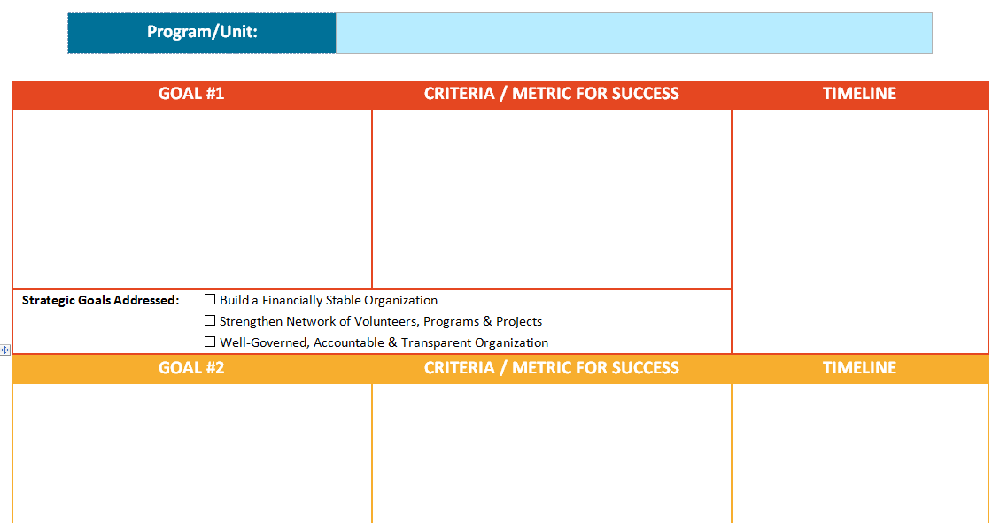 Program/Unit:
GOAL #1 CRITERIA / METRIC FOR SUCCESS TIMELINE
Strategic Goals Addressed: ☐ Build a Financially Stable Organization
☐ Strengthen Network of Volunteers, Programs & Projects
☐ Well-Governed, Accountable & Transparent Organization
GOAL #2 CRITERIA / METRIC FOR SUCCESS TIMELINE